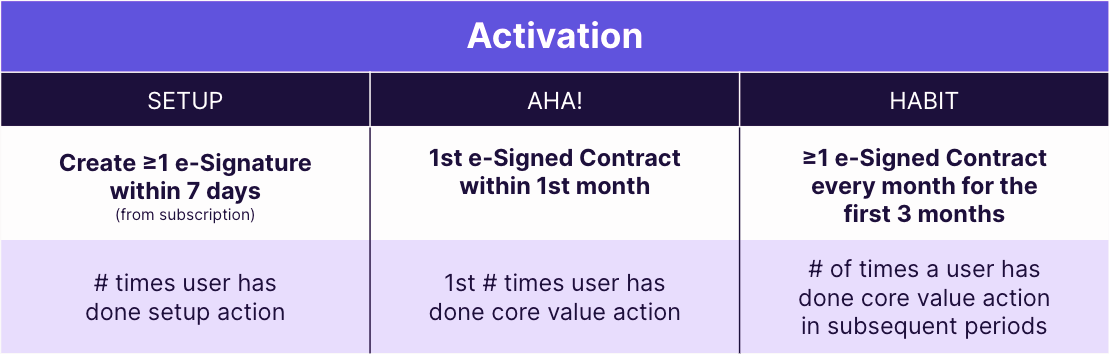 Activation
SETUP
AHA!
HABIT
Create ≥1 e-Signature
within 7 days
(from subscription)
1st e-Signed Contract
within 1st month
≥1 e-Signed Contract
every month for the
first 3 months
# times user has
done setup action
1st # times user has
done core value action
# of times a user has
done core value action
in subsequent periods